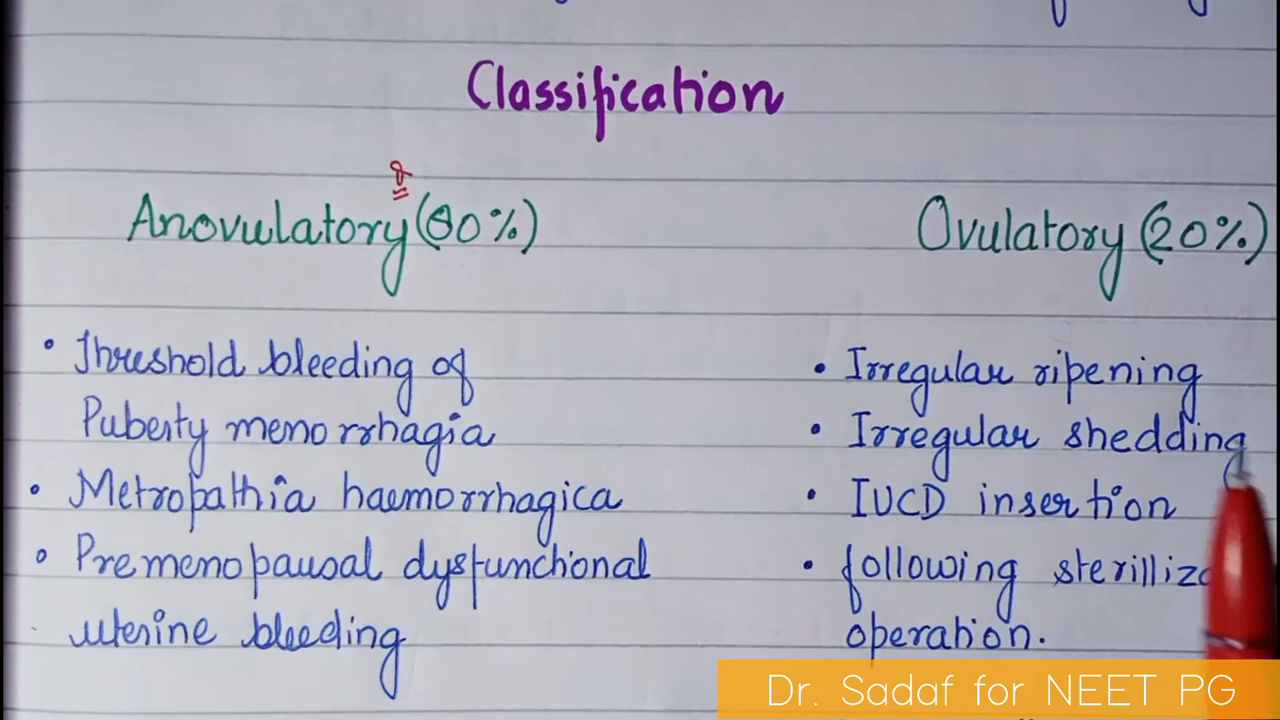 Classification
8
Anovulatory (80%)
Ovulatory (20%)
• Threshold bleeding of
Puberty menorrhagia
• Metropathia haemorrhagica
• Premenopausal dysfunctional
uterine bleeding
• Irregular ripening
• Irregular shedding
• IUCD insertion
• following
operation.
Dr. Sadaf for NEET PG